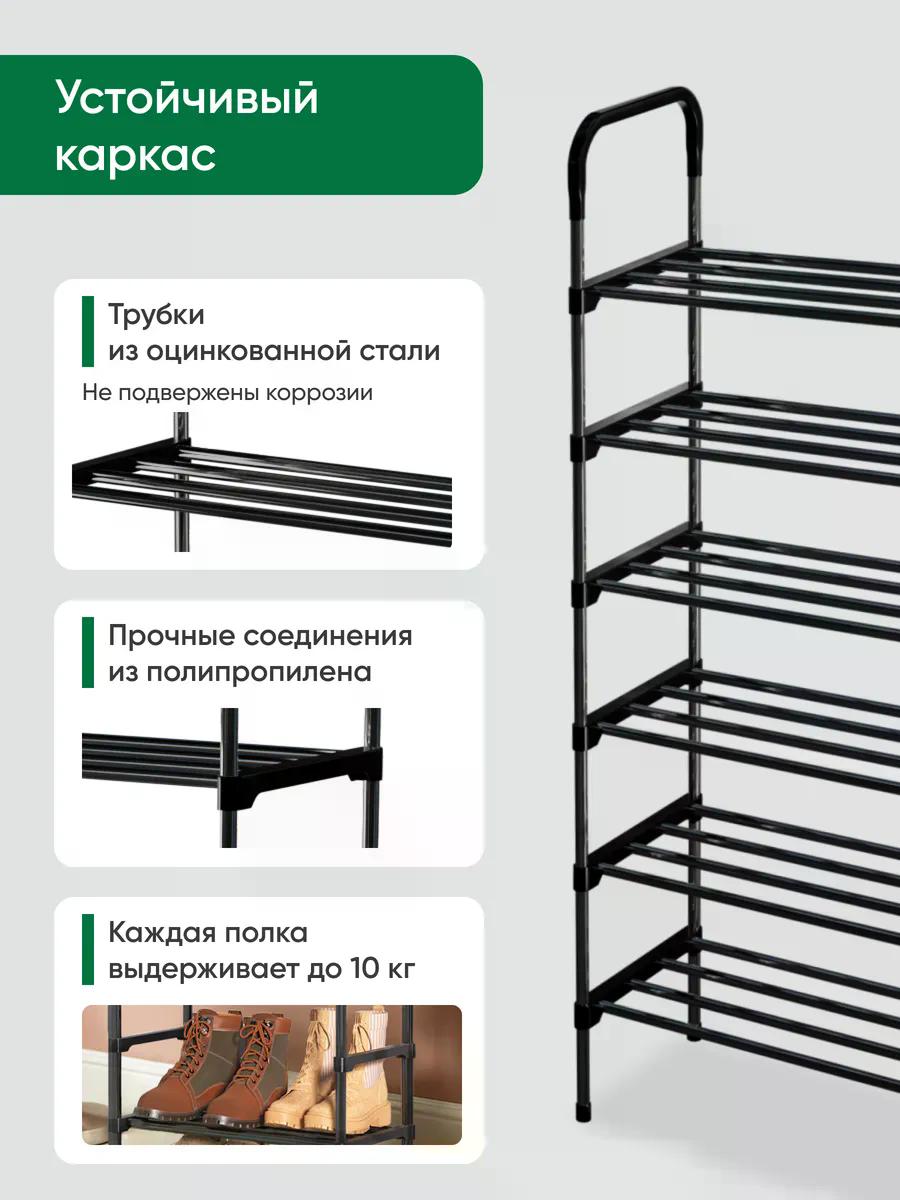 Устойчивый
каркас
Трубки
из оцинкованной стали
Не подвержены коррозии
Прочные соединения
из полипропилена
Каждая полка
выдерживает до 10 кг